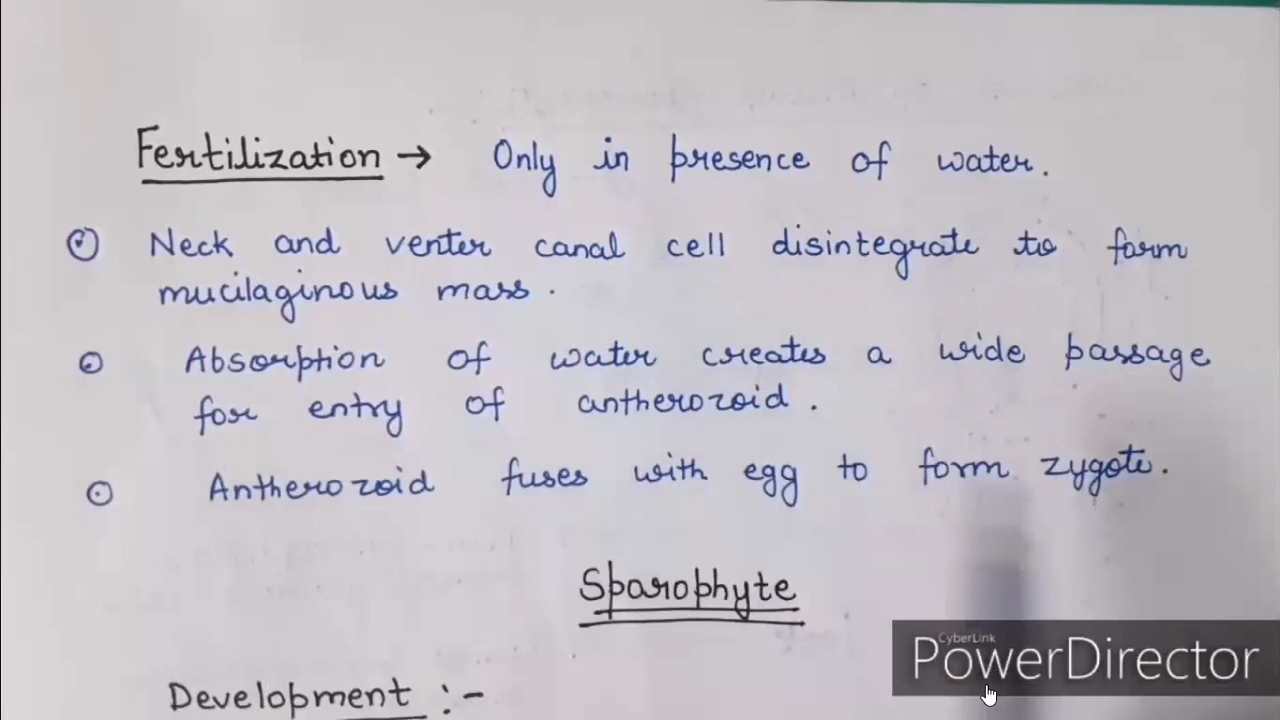 Fertilization → Only in presence of water.
Neck and venter canal cell disintegrate to form
mucilaginous mass.
Absorption of water creates a wide passage
for entry of antherozoid.
Antherozoid fuses with egg to form zygote.
Sporophyte
Development :-
CyberLink
PowerDirector